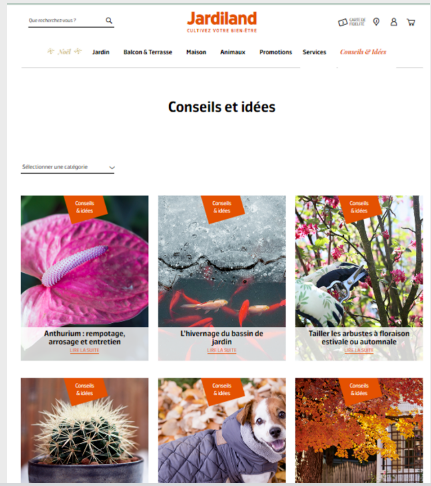 Que recherchez-vous ?
Jardiland
CULTIVEZ VOTRE BIEN-ÊTRE
CARTE DE
FIDÉLITÉ
Noël
Jardin
Balcon & Terrasse
Maison
Animaux
Promotions
Services
Conseils & Idées
Conseils et idées
Sélectionner une catégorie
Conseils
& idées
Conseils
& idées
Conseils
& idées
Anthurium : rempotage,
arrosage et entretien
LIRE LA SUITE
L'hivernage du bassin de
jardin
LIRE LA SUITE
Tailler les arbustes à floraison
estivale ou automnale
LIRE LA SUITE
Conseils
& idées
Conseils
& idées
Conseils
& idées